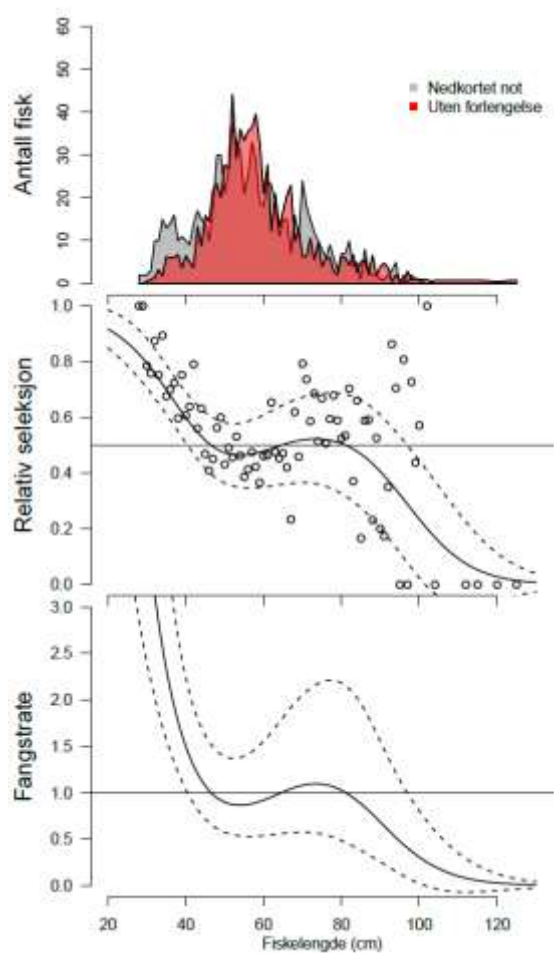 Antall fisk
60
50
40
30
20
10
0
Nedkortet not
Uten forlengelse
Relativ seleksjon
1.0
0.8
0.6
0.4
0.2
0.0
Fangstrate
3.0
2.5
2.0
1.5
1.0
0.5
0.0
20 40 60 80 100 120
Fiskelengde (cm)